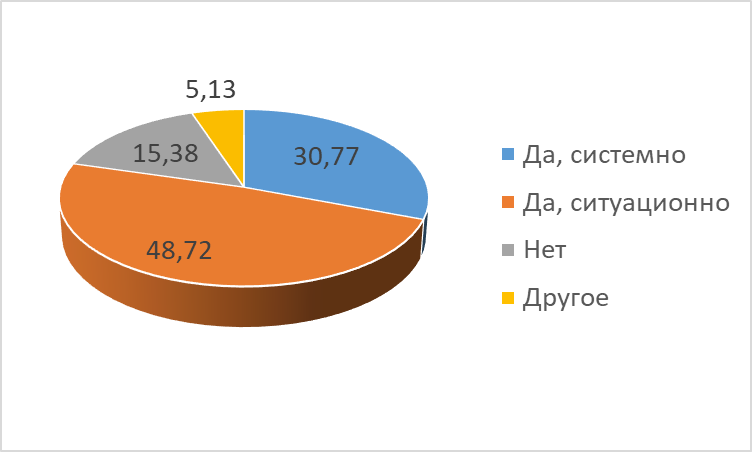 5,13
15,38
30,77
48,72
Да, системно
Да, ситуационно
Нет
Другое